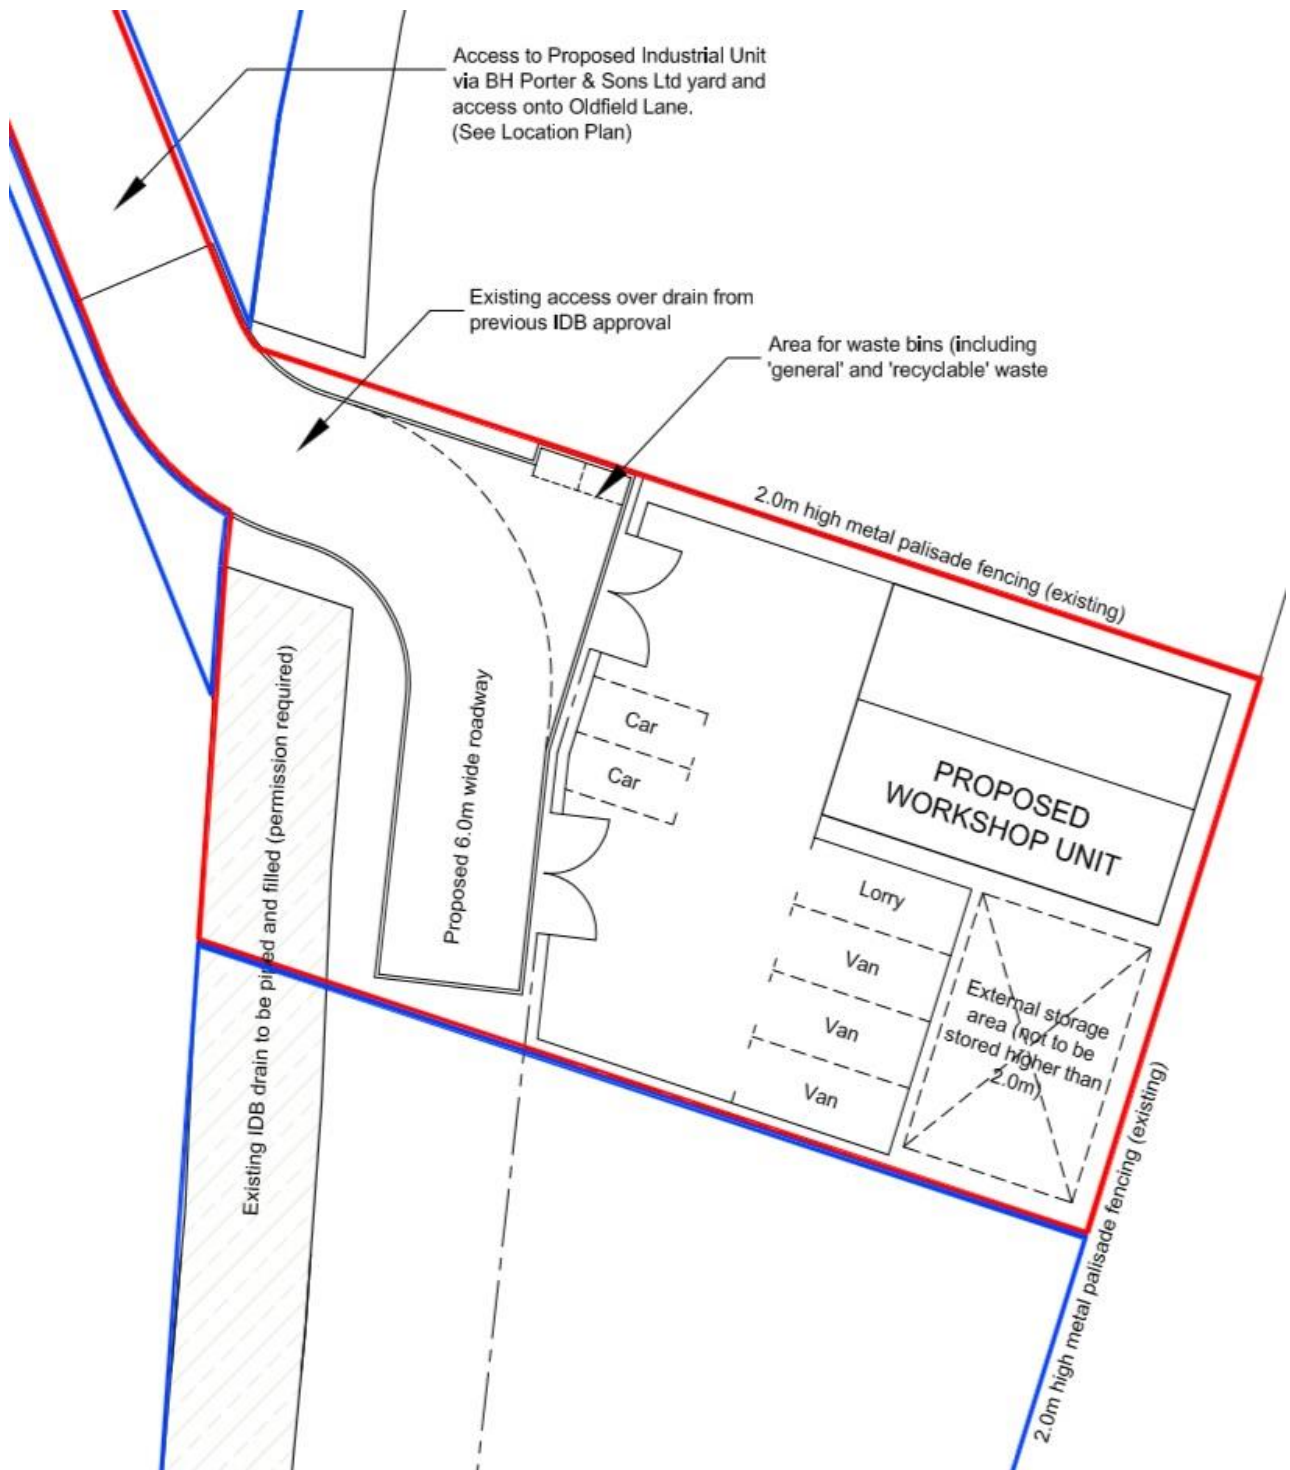 Access to Proposed Industrial Unit
via BH Porter & Sons Ltd yard and
access onto Oldfield Lane.
(See Location Plan)
Existing access over drain from
previous IDB approval
Area for waste bins (including
'general' and 'recyclable' waste
2.0m high metal palisade fencing (existing)
Existing IDB drain to be piped and filled (permission required)
Proposed 6.0m wide roadway
Car
Car
PROPOSED
WORKSHOP UNIT
Lorry
Van
Van
Van
External storage
area (not to be
stored higher than
2.0m)
2.0m high metal palisade fencing (existing)